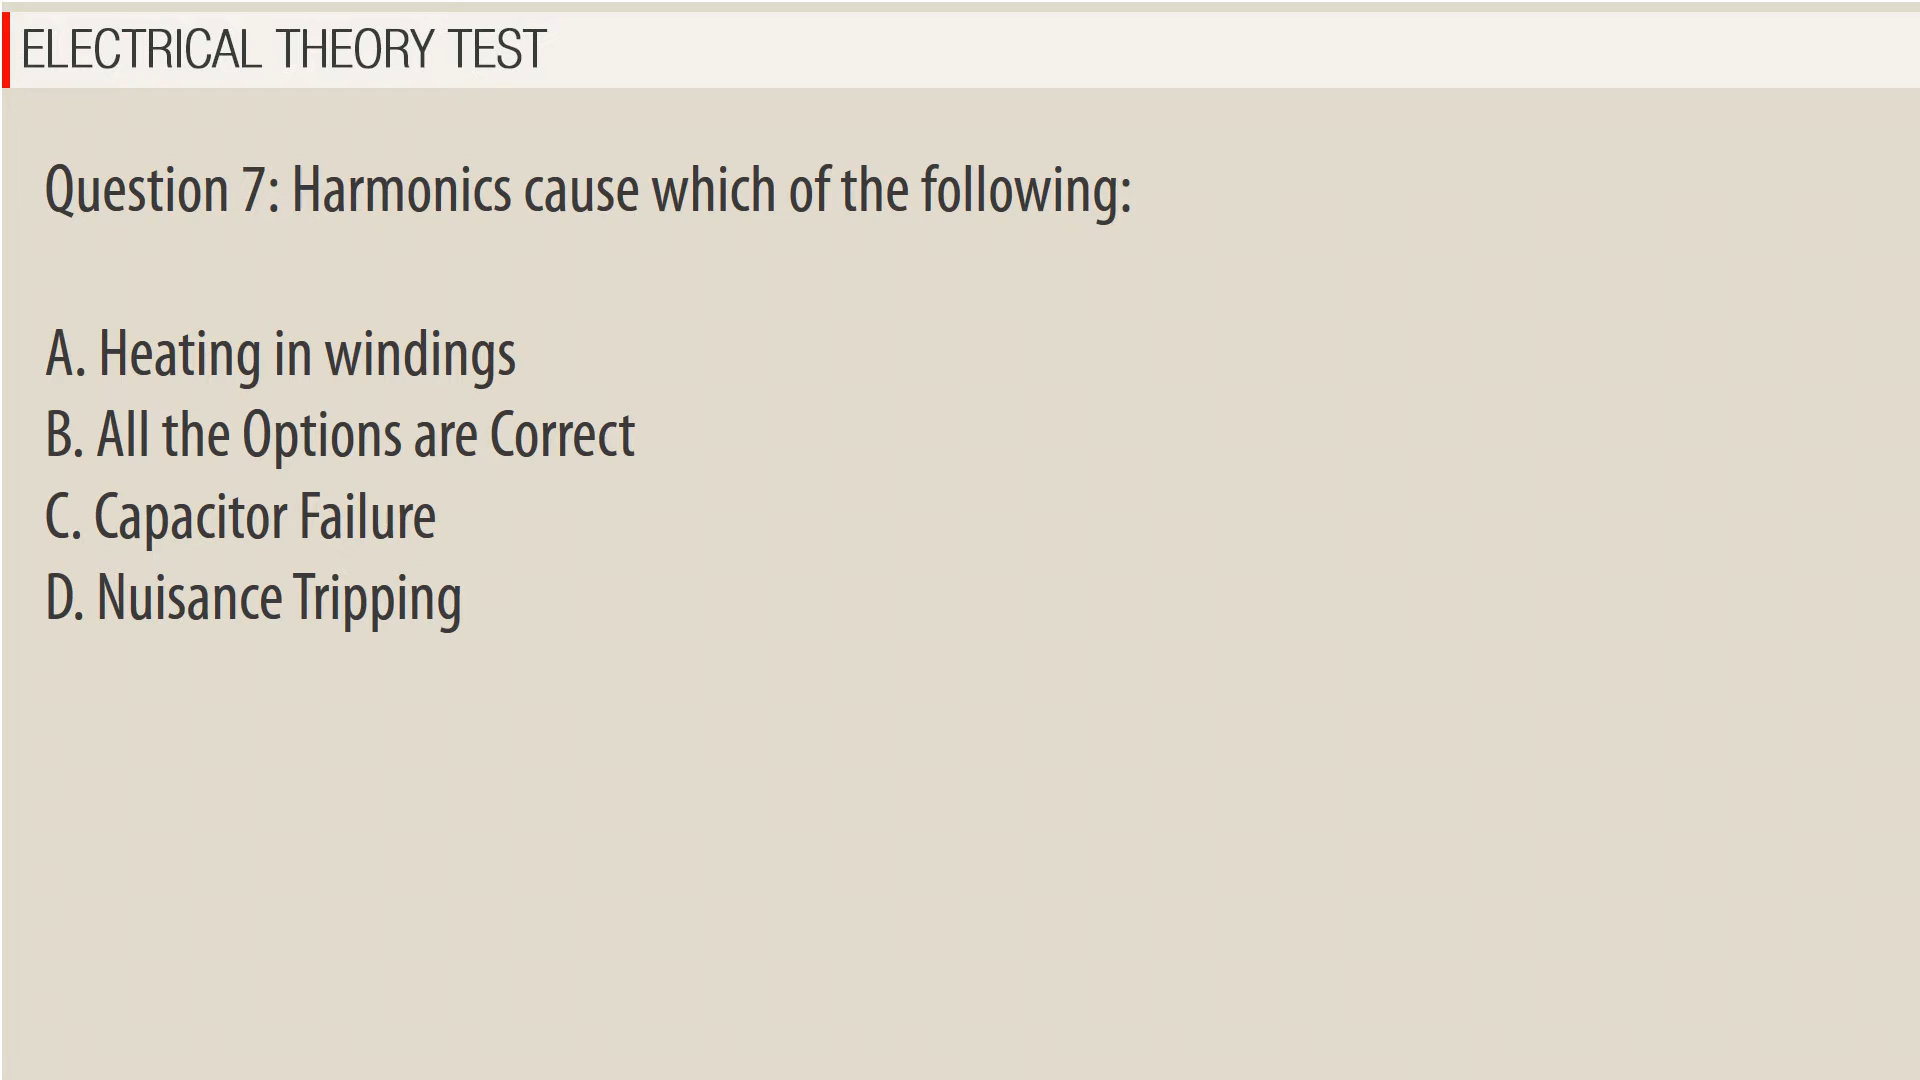 ELECTRICAL THEORY TEST
Question 7: Harmonics cause which of the following:
A. Heating in windings
B. All the Options are Correct
C. Capacitor Failure
D. Nuisance Tripping